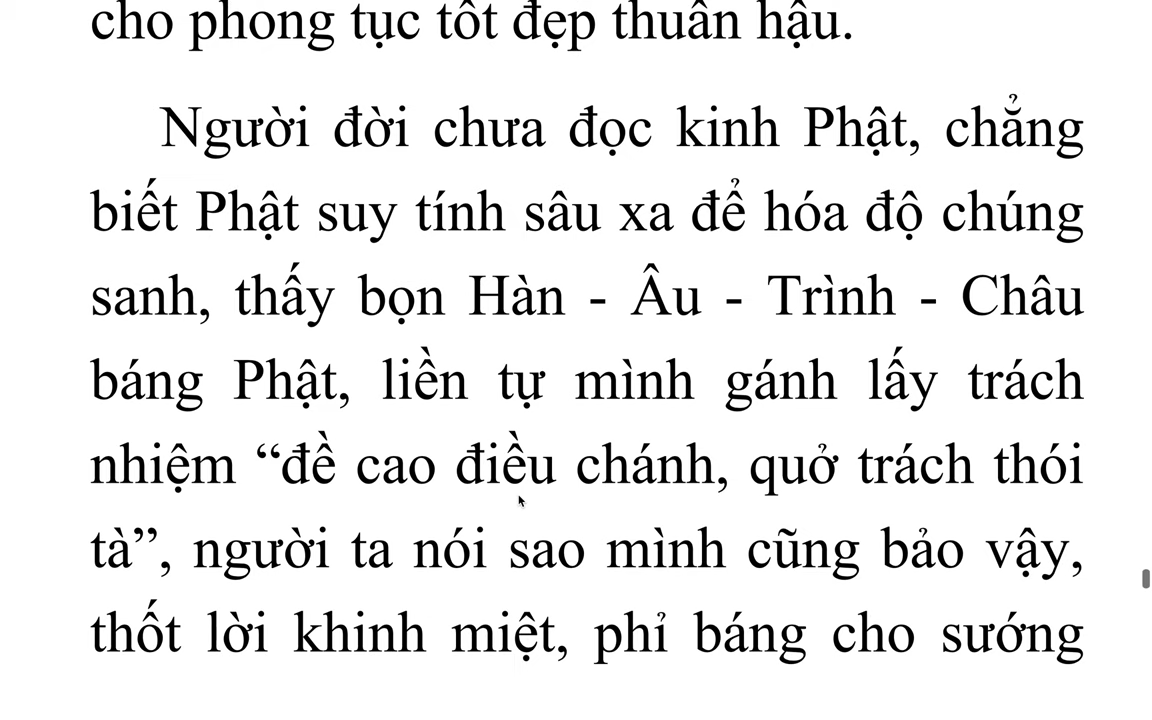 cho phong tục tốt đẹp thuần hậu.
Người đời chưa đọc kinh Phật, chẳng
biết Phật suy tính sâu xa để hóa độ chúng
sanh, thấy bọn Hàn - Âu - Trình - Châu
báng Phật, liền tự mình gánh lấy trách
nhiệm “đề cao điều chánh, quở trách thói
tà”, người ta nói sao mình cũng bảo vậy,
thốt lời khinh miệt, phỉ báng cho sướng